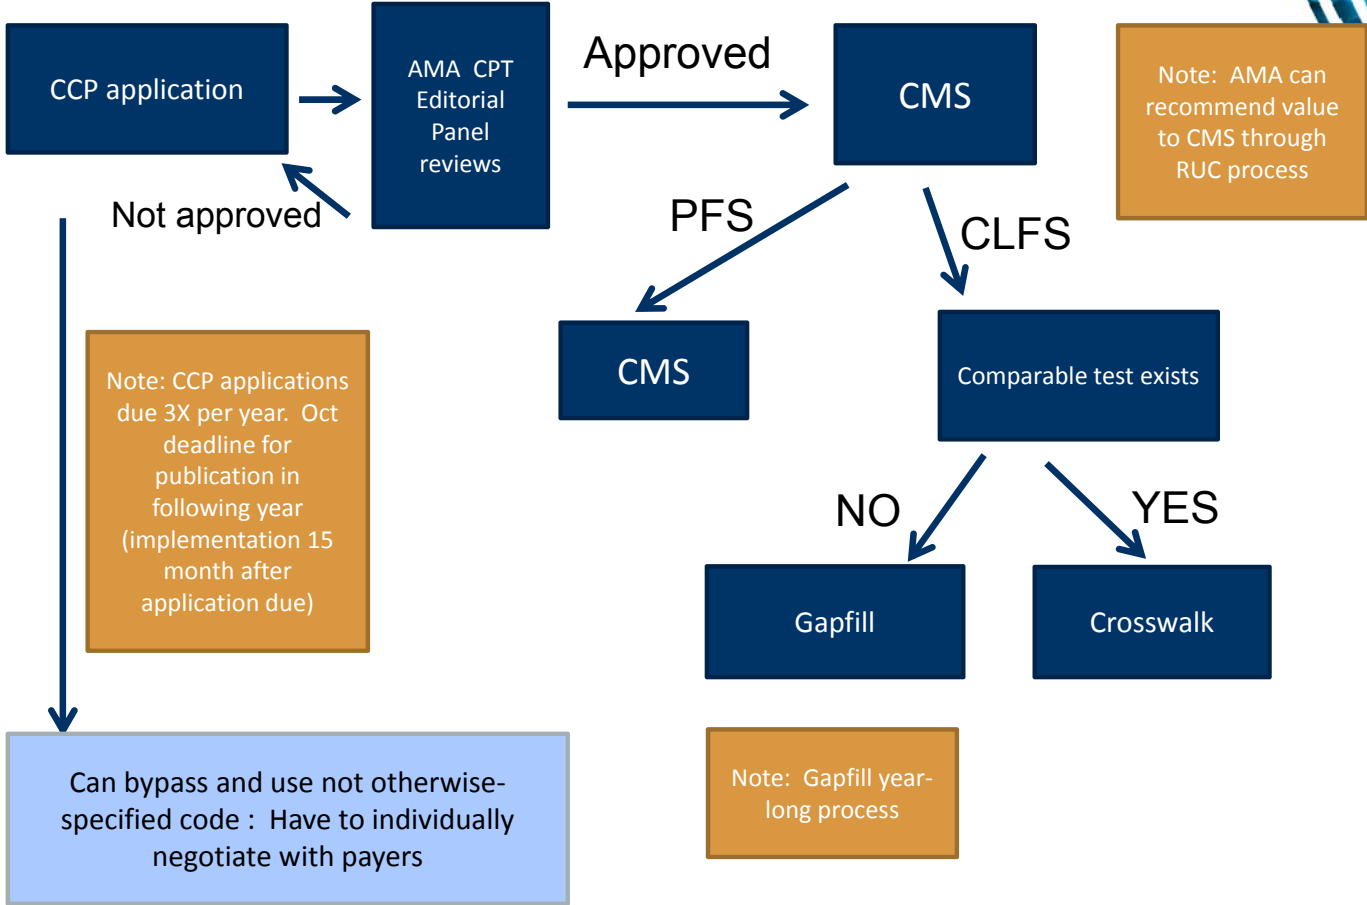 CCP application
AMA CPT
Editorial
Panel
reviews
Approved
CMS
Note: AMA can
recommend value
to CMS through
RUC process
Not approved
PFS
CLFS
Note: CCP applications
due 3X per year. Oct
deadline for
publication in
following year
(implementation 15
month after
application due)
CMS
Comparable test exists
NO
YES
Gapfill
Crosswalk
Can bypass and use not otherwise-
specified code : Have to individually
negotiate with payers
Note: Gapfill year-
long process